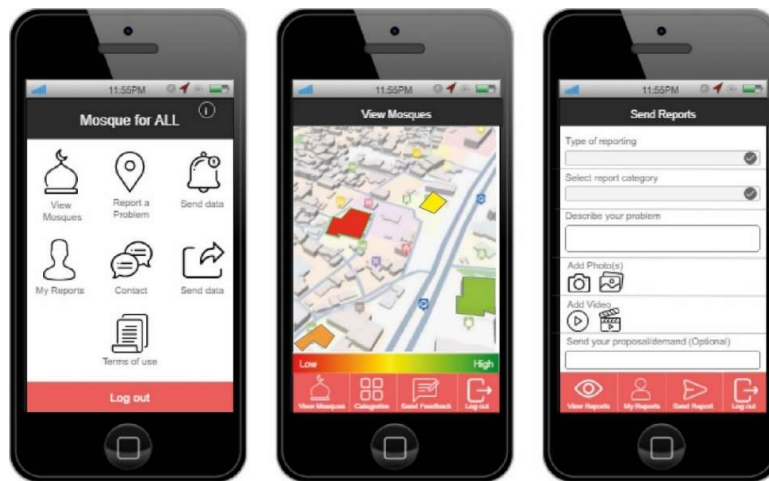 11:55PM
Mosque for ALL
i
View
Mosques
Report a
Problem
Send data
My Reports
Contact
Send data
Terms of use
Log out
11:55PM
View Mosques
Low
High
View Mosques
Categories
Send Feedback
Log out
11:55PM
Send Reports
Type of reporting
Select report category
Describe your problem
Add Photo(s)
Add Video
Send your proposal/demand (Optional)
View Reports
My Reports
Send Report
Log out